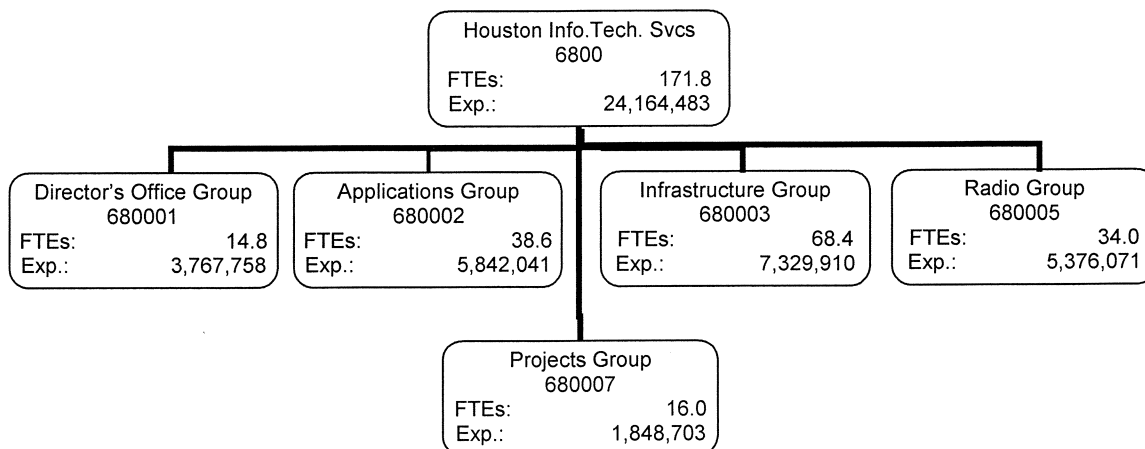 Houston Info.Tech. Svcs
6800
FTEs: 171.8
Exp.: 24,164,483
Director's Office Group
680001
FTEs: 14.8
Exp.: 3,767,758
Applications Group
680002
FTEs: 38.6
Exp.: 5,842,041
Infrastructure Group
680003
FTEs: 68.4
Exp.: 7,329,910
Radio Group
680005
FTEs: 34.0
Exp.: 5,376,071
Projects Group
680007
FTEs: 16.0
Exp.: 1,848,703